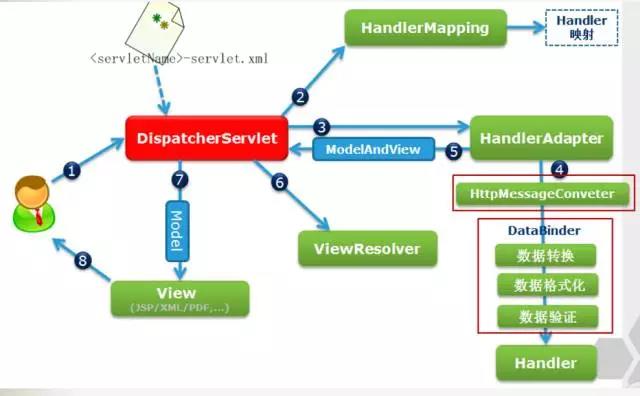 <servletName>-servlet.xml
HandlerMapping
Handler
映射
2
DispatcherServlet
3
HandlerAdapter
ModelAndView
5
1
7
6
4
HttpMessageConveter
Model
DataBinder
8
ViewResolver
数据转换
View
(JSP/XML/PDF,...)
数据格式化
数据验证
Handler